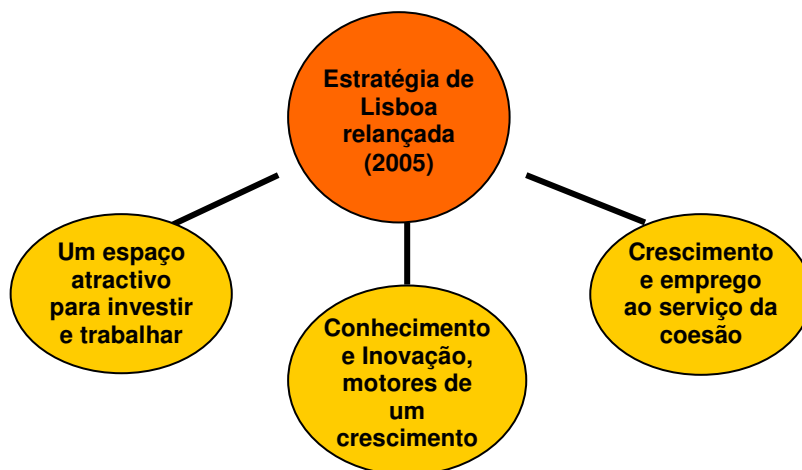 Estratégia de
Lisboa
relançada
(2005)
Um espaço
atractivo
para investir
e trabalhar
Conhecimento
e Inovação,
motores de
um
crescimento
Crescimento
e emprego
ao serviço da
coesão